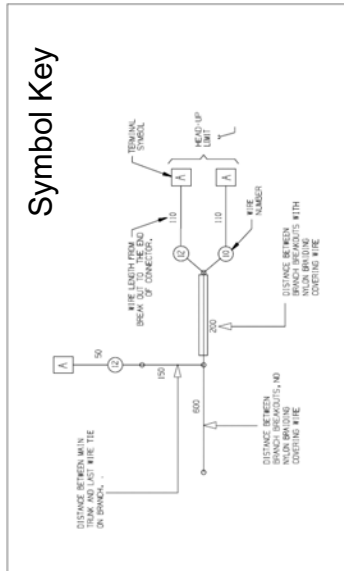 Symbol Key
TERMINAL
SYMBOL
A
HEAD-UP
LIMIT
A
110
110
WIRE LENGTH FROM
BREAK OUT TO THE END
OF CONNECTOR.
12
10
WIRE
NUMBER
200
DISTANCE BETWEEN
BRANCH BREAKOUTS WITH
NYLON BRAIDING
COVERING WIRE
A
50
12
150
600
DISTANCE BETWEEN
BRANCH BREAKOUTS, NO
NYLON BRAIDING
COVERING WIRE
DISTANCE BETWEEN MAIN
TRUNK AND LAST WIRE TIE
ON BRANCH.